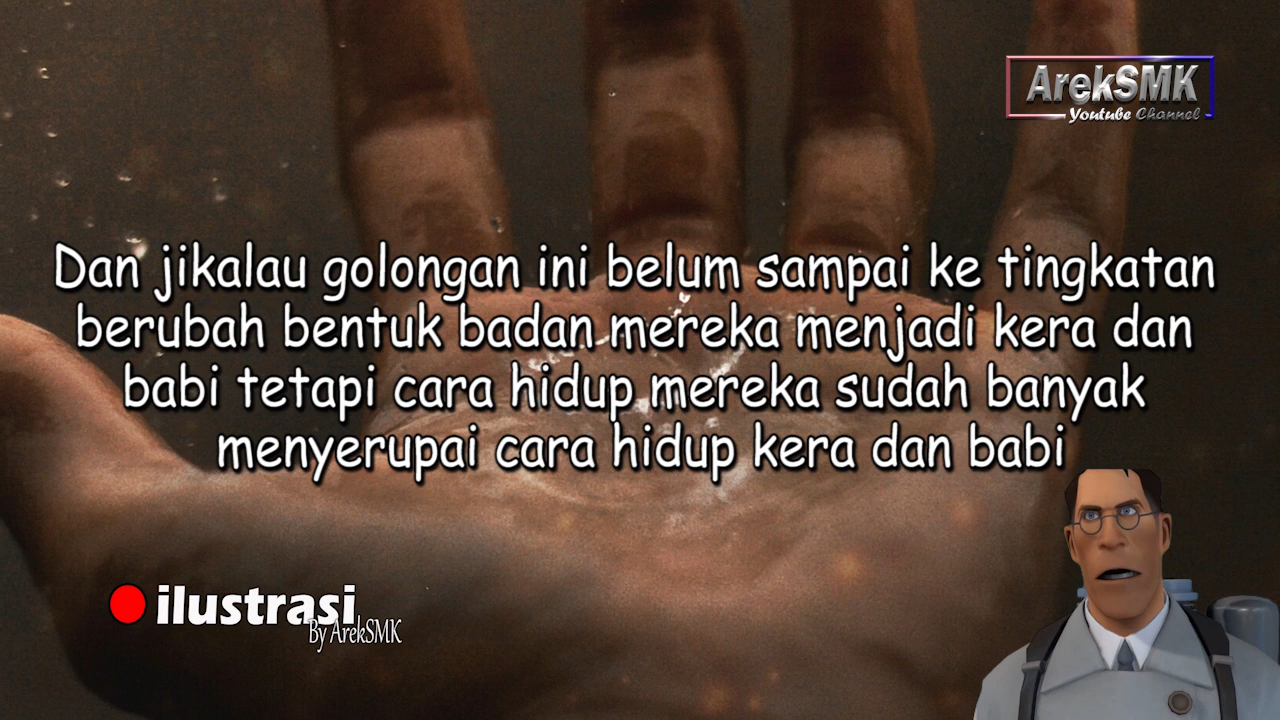 ArekSMK
Youtube Channel
Dan jikalau golongan ini belum sampai ke tingkatan
berubah bentuk badan mereka menjadi kera dan
babi tetapi cara hidup mereka sudah banyak
menyerupai cara hidup kera dan babi
ilustrasi
By ArekSMK